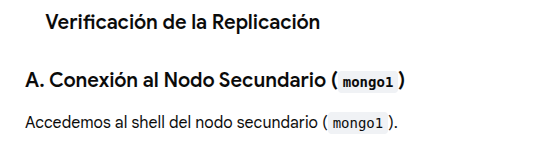 Verificación de la Replicación
A. Conexión al Nodo Secundario ( mongo1 )
Accedemos al shell del nodo secundario ( mongo1 ).